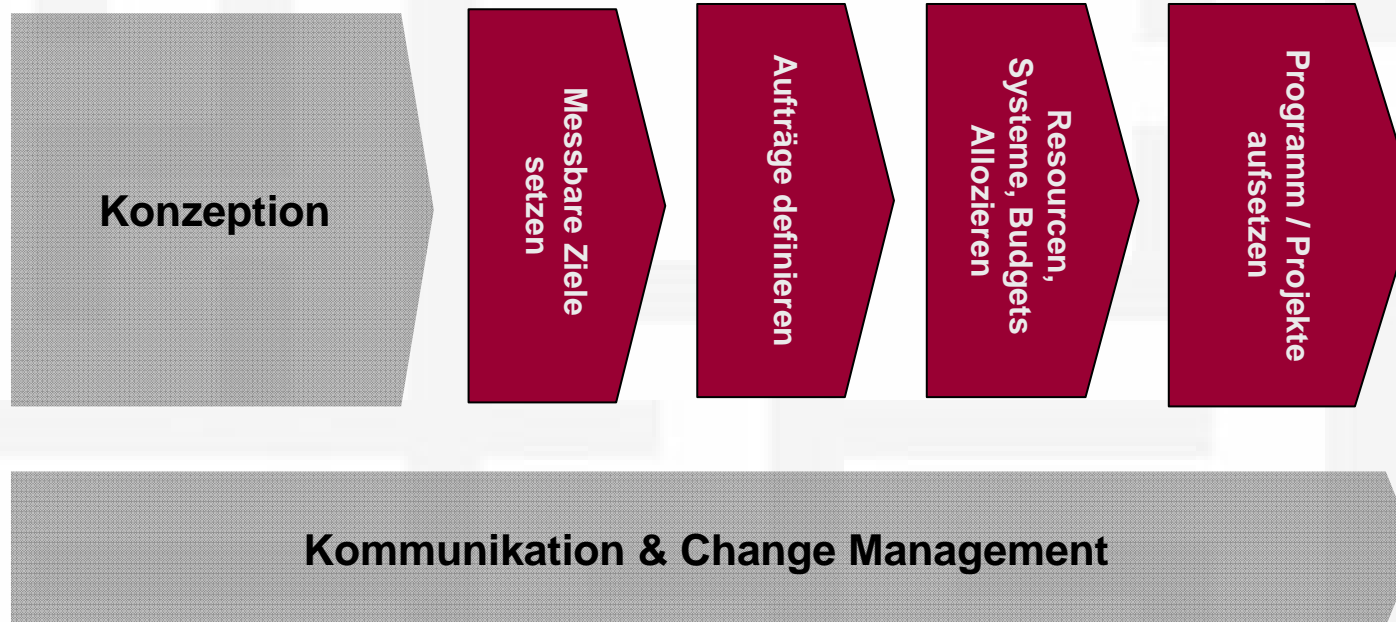 Konzeption
Messbare Ziele
setzen
Aufträge definieren
Resourcen,
Systeme, Budgets
Allozieren
Programm / Projekte
aufsetzen
Kommunikation & Change Management